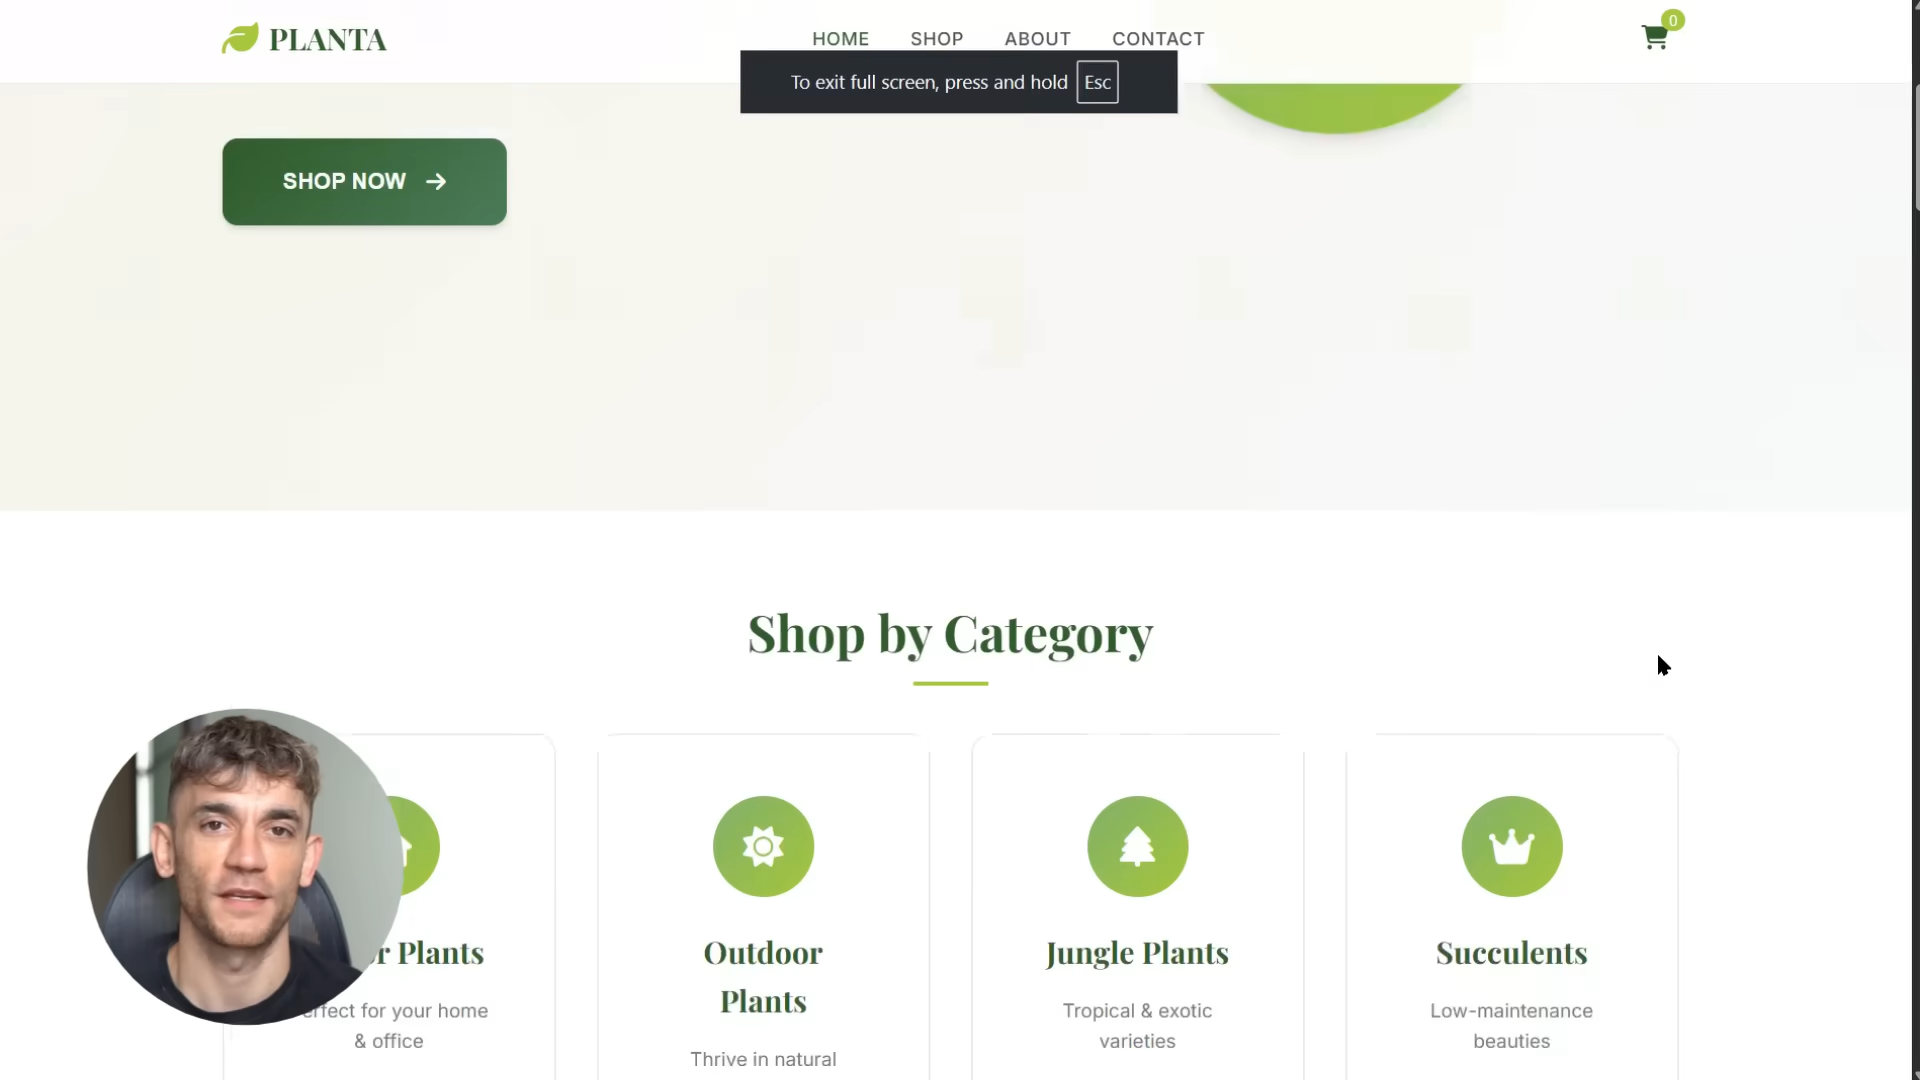 PLANTA
HOME SHOP ABOUT CONTACT
0
To exit full screen, press and hold Esc
SHOP NOW
Shop by Category
Plants
Outdoor
Plants
Jungle Plants
Succulents
for your home
& office
Thrive in natural
Tropical & exotic
varieties
Low-maintenance
beauties